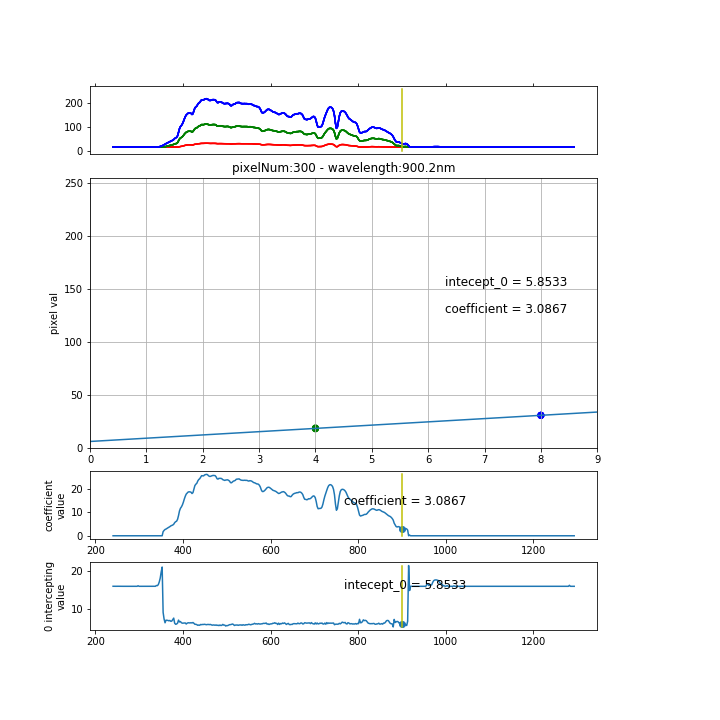 200
100
0
pixelNum:300 - wavelength:900.2nm
250
200
150
100
50
0
pixel val
intecept_0 = 5.8533
coefficient = 3.0867
0 1 2 3 4 5 6 7 8 9
20
10
0
coefficient
value
coefficient = 3.0867
200 400 600 800 1000 1200
20
10
0 intercepting
value
intecept_0 = 5.8533
200 400 600 800 1000 1200